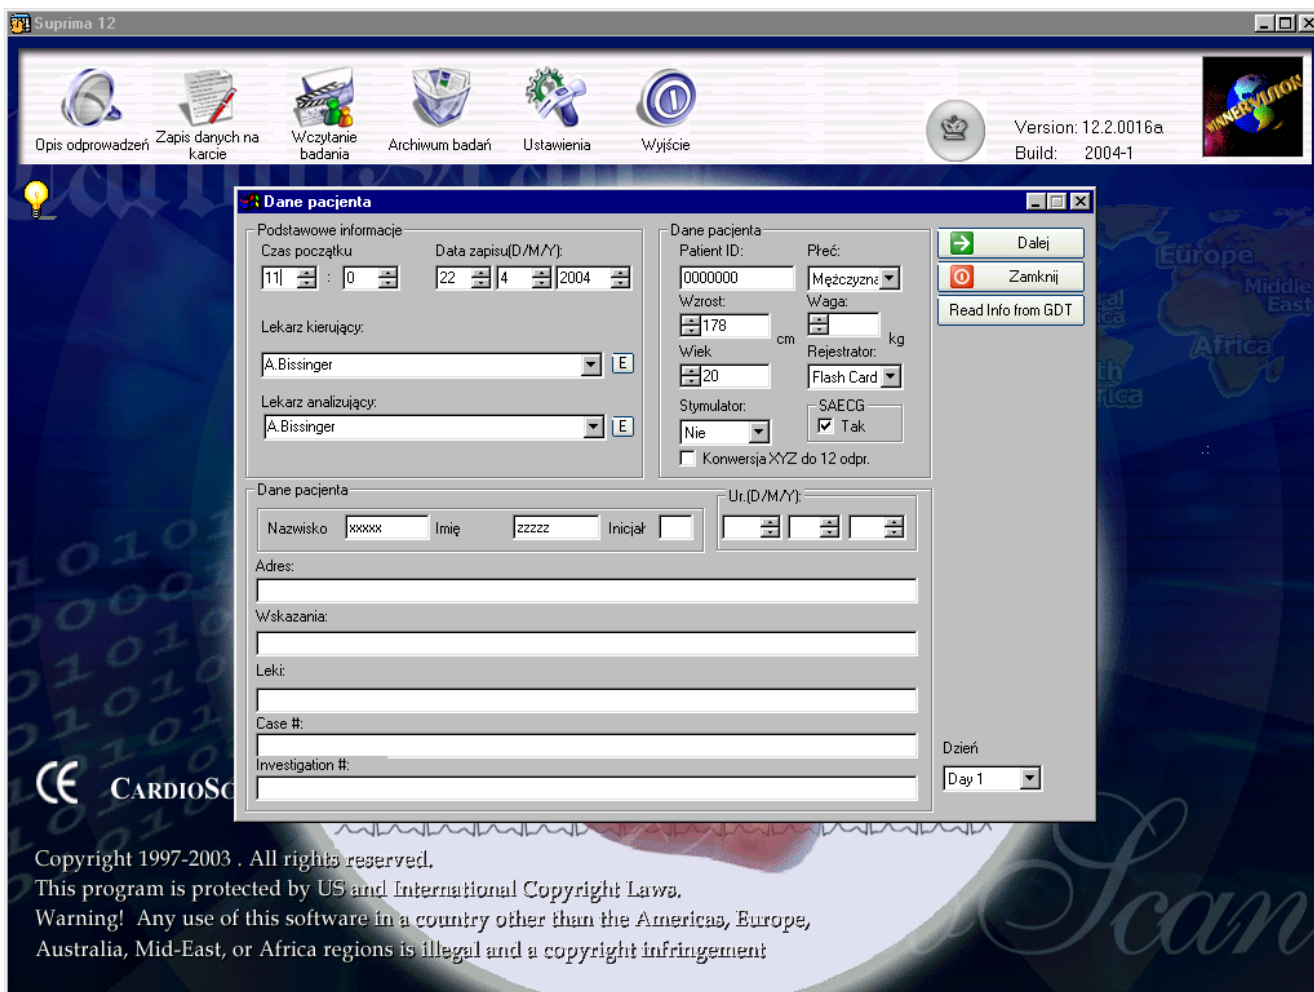 Suprima 12
Opis odprowadzeń
Zapis danych na
karcie
Wczytanie
badania
Archiwum badań
Ustawienia
Wyjście
Version: 12.2.0016a
Build: 2004-1
WINNERVISION
Dane pacjenta
Podstawowe informacje
Czas początku
Data zapisu(D/M/Y):
11 : 0
22 4 2004
Lekarz kierujący:
A.Bissinger
E
Lekarz analizujący:
A.Bissinger
E
Dane pacjenta
Patient ID:
Płeć:
0000000
Mężczyzna
Wzrost:
Waga:
178
cm
kg
Wiek
Rejestrator:
20
Flash Card
Stymulator:
SAECG
Nie
Tak
Konwersja XYZ do 12 odpr.
Dalej
Zamknij
Read Info from GDT
Dane pacjenta
Nazwisko xxxxx Imię zzzzz Inicjał
Ur.(D/M/Y):
Adres:
Wskazania:
Leki:
Case #:
Investigation #:
Dzień
Day 1
Europe
Middle
East
Africa
CE CARDIOSC
Scan
Copyright 1997-2003 . All rights reserved.
This program is protected by US and International Copyright Laws.
Warning! Any use of this software in a country other than the Americas, Europe,
Australia, Mid-East, or Africa regions is illegal and a copyright infringement